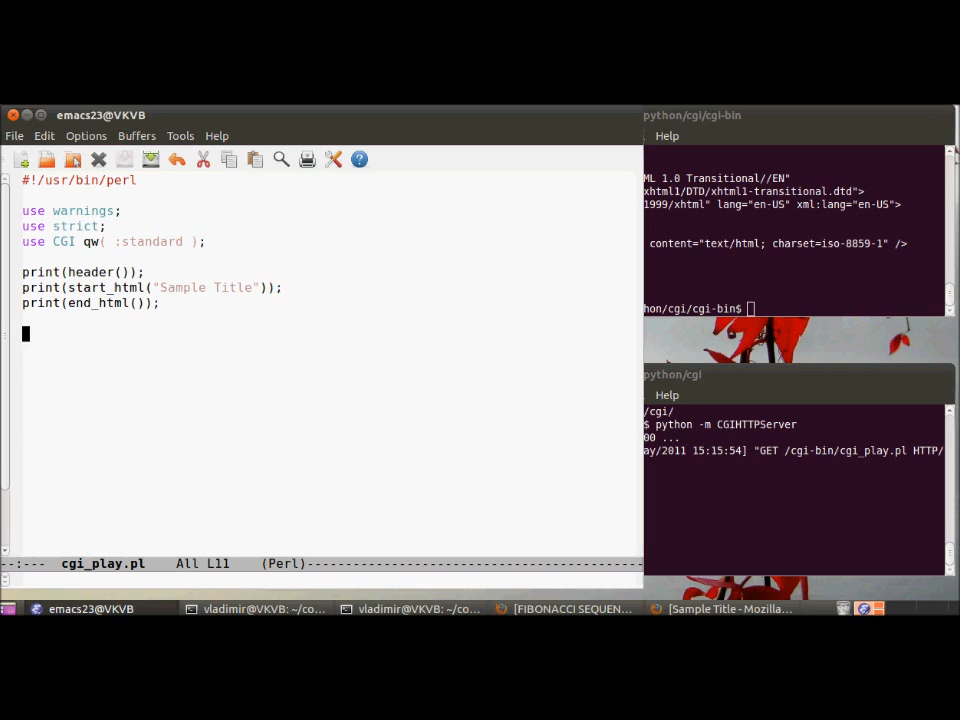 emacs23@VKVB
File Edit Options Buffers Tools Help
#!/usr/bin/perl
use warnings;
use strict;
use CGI qw( :standard );
print(header());
print(start_html("Sample Title"));
print(end_html());
--:--- cgi_play.pl All L11 (Perl)
python/cgi/cgi-bin
Help
ML 1.0 Transitional//EN"
xhtml1/DTD/xhtml1-transitional.dtd">
1999/xhtml" lang="en-US" xml:lang="en-US">
content="text/html; charset=iso-8859-1" />
hon/cgi/cgi-bin$
python/cgi
Help
/cgi/
$ python -m CGIHTTPServer
00 ...
ay/2011 15:15:54] "GET /cgi-bin/cgi_play.pl HTTP/
emacs23@VKVB
vladimir@VKVB: ~/co...
vladimir@VKVB: ~/co...
[FIBONACCI SEQUEN...
[Sample Title - Mozilla...